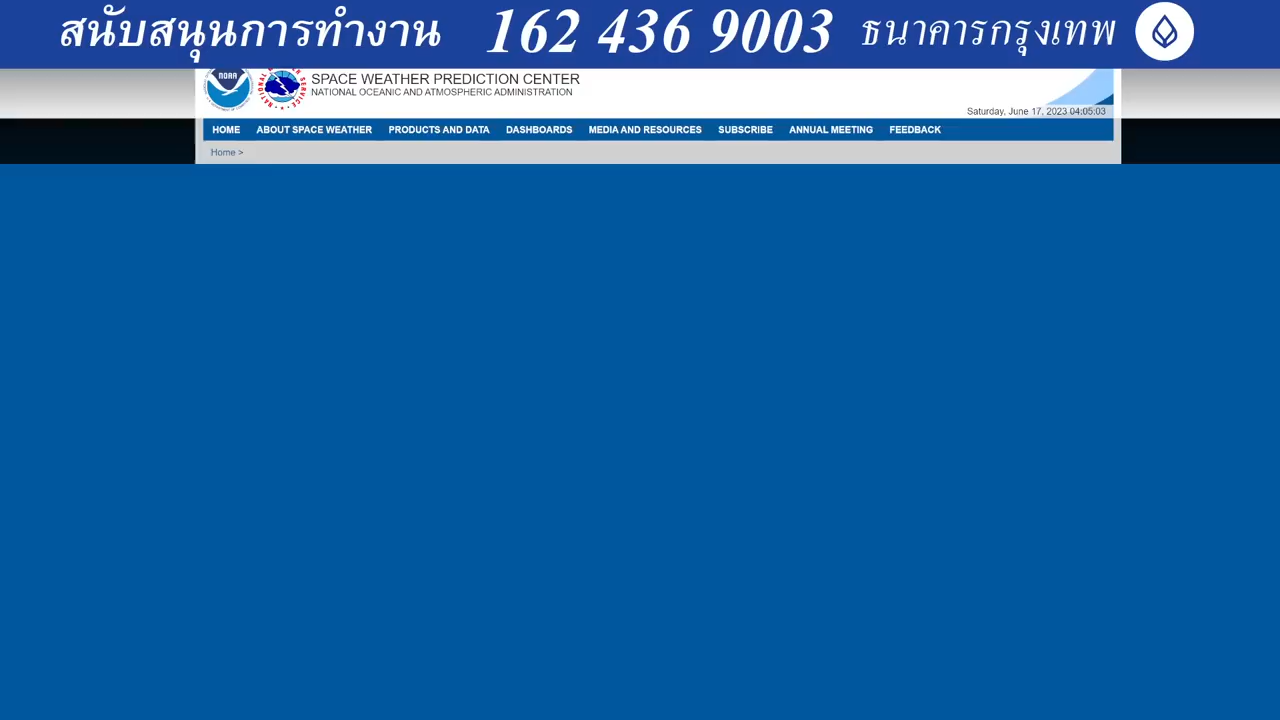 สนับสนุนการทำงาน 162 436 9003 ธนาคารกรุงเทพ
NOAA
SPACE WEATHER PREDICTION CENTER
NATIONAL OCEANIC AND ATMOSPHERIC ADMINISTRATION
Saturday, June 17, 2023 04:05:03
HOME ABOUT SPACE WEATHER PRODUCTS AND DATA DASHBOARDS MEDIA AND RESOURCES SUBSCRIBE ANNUAL MEETING FEEDBACK
Home >